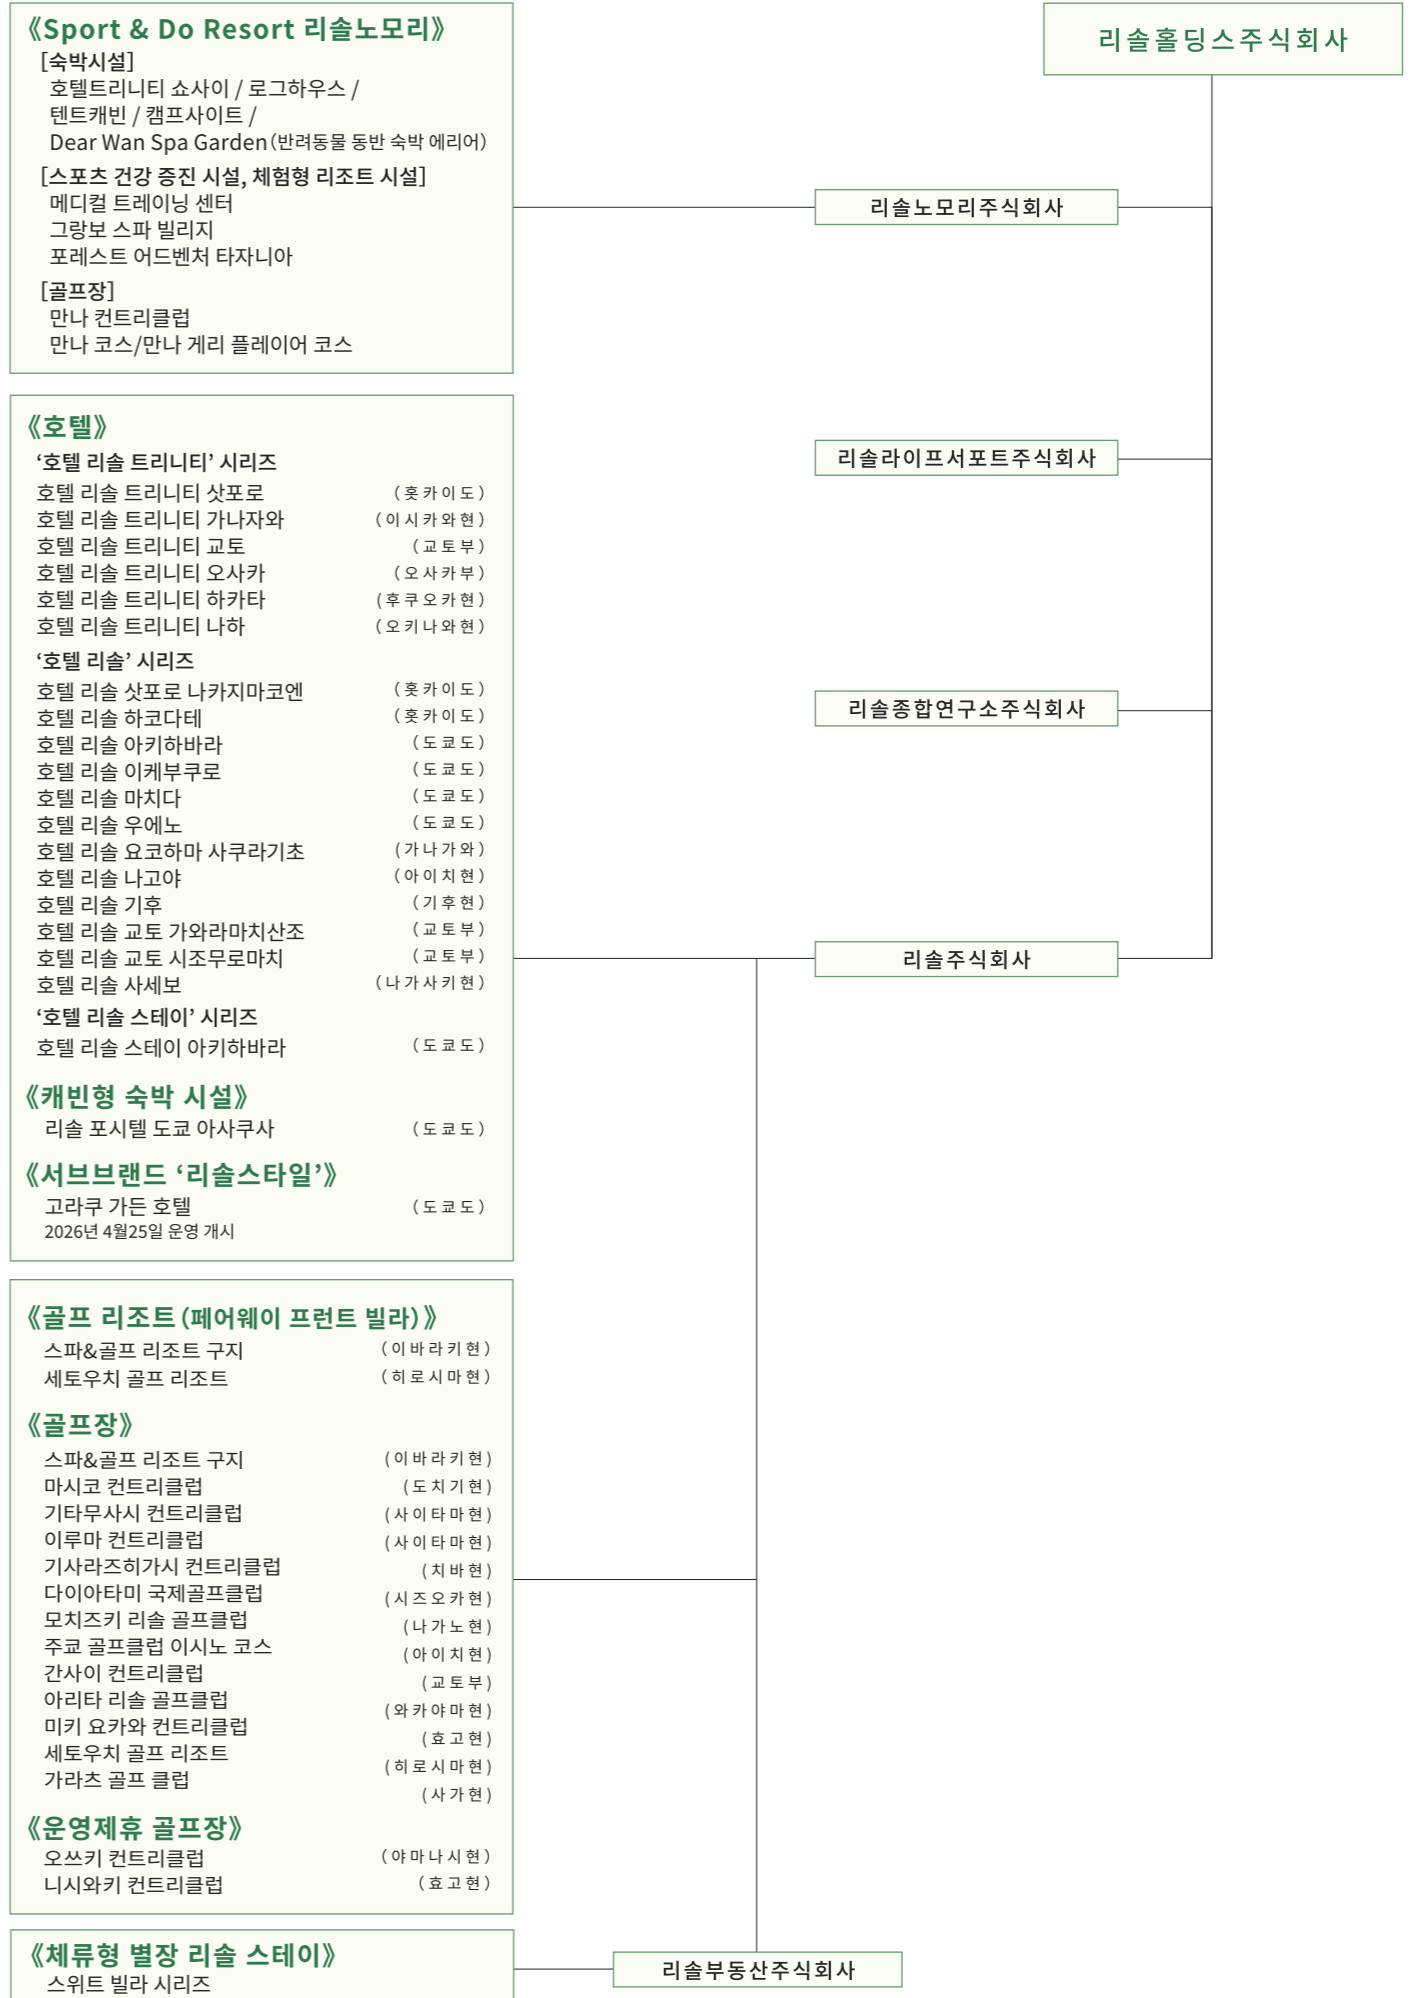 《Sport & Do Resort 리솔노모리》
[숙박시설]
호텔트리니티 쇼사이 / 로그하우스 /
텐트캐빈 / 캠프사이트 /
Dear Wan Spa Garden(반려동물 동반 숙박 에리어)
[스포츠 건강 증진 시설, 체험형 리조트 시설]
메디컬 트레이닝 센터
그랑보 스파 빌리지
포레스트 어드벤처 타자니아
[골프장]
만나 컨트리클럽
만나 코스/만나 게리 플레이어 코스
리솔홀딩스주식회사
리솔노모리주식회사
리솔라이프서포트주식회사
리솔종합연구소주식회사
리솔주식회사
《호텔》
‘호텔 리솔 트리니티’ 시리즈
호텔 리솔 트리니티 삿포로 (홋카이도)
호텔 리솔 트리니티 가나자와 (이시카와현)
호텔 리솔 트리니티 교토 (교토부)
호텔 리솔 트리니티 오사카 (오사카부)
호텔 리솔 트리니티 하카타 (후쿠오카현)
호텔 리솔 트리니티 나하 (오키나와현)
‘호텔 리솔’ 시리즈
호텔 리솔 삿포로 나카지마코엔 (홋카이도)
호텔 리솔 하코다테 (홋카이도)
호텔 리솔 아키하바라 (도쿄도)
호텔 리솔 이케부쿠로 (도쿄도)
호텔 리솔 마치다 (도쿄도)
호텔 리솔 우에노 (도쿄도)
호텔 리솔 요코하마 사쿠라기초 (가나가와)
호텔 리솔 나고야 (아이치현)
호텔 리솔 기후 (기후현)
호텔 리솔 교토 가와라마치산조 (교토부)
호텔 리솔 교토 시조무로마치 (교토부)
호텔 리솔 사세보 (나가사키현)
‘호텔 리솔 스테이’ 시리즈
호텔 리솔 스테이 아키하바라 (도쿄도)
《캐빈형 숙박 시설》
리솔 포시텔 도쿄 아사쿠사 (도쿄도)
《서브브랜드 ‘리솔스타일’》
고라쿠 가든 호텔 (도쿄도)
2026년 4월25일 운영 개시
《골프 리조트(페어웨이 프런트 빌라)》
스파&골프 리조트 구지 (이바라키현)
세토우치 골프 리조트 (히로시마현)
《골프장》
스파&골프 리조트 구지 (이바라키현)
마시코 컨트리클럽 (도치기현)
기타무사시 컨트리클럽 (사이타마현)
이루마 컨트리클럽 (사이타마현)
기사라즈히가시 컨트리클럽 (치바현)
다이아타미 국제골프클럽 (시즈오카현)
모치즈키 리솔 골프클럽 (나가노현)
주쿄 골프클럽 이시노 코스 (아이치현)
간사이 컨트리클럽 (교토부)
아리타 리솔 골프클럽 (와카야마현)
미키 요카와 컨트리클럽 (효고현)
세토우치 골프 리조트 (히로시마현)
가라츠 골프 클럽 (사가현)
《운영제휴 골프장》
오쓰키 컨트리클럽 (야마나시현)
니시와키 컨트리클럽 (효고현)
《체류형 별장 리솔 스테이》
스위트 빌라 시리즈
리솔부동산주식회사